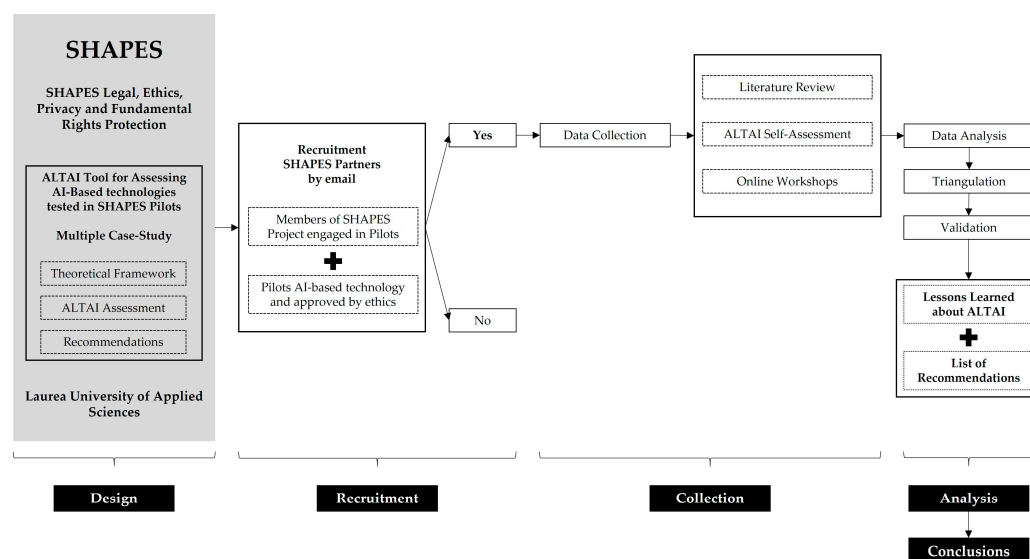 SHAPES
SHAPES Legal, Ethics,
Privacy and Fundamental
Rights Protection
ALTAI Tool for Assessing
AI-Based technologies
tested in SHAPES Pilots
Multiple Case-Study
Theoretical Framework
ALTAI Assessment
Recommendations
Laurea University of Applied
Sciences
Design
Recruitment
SHAPES Partners
by email
Members of SHAPES
Project engaged in Pilots
Pilots AI-based technology
and approved by ethics
Yes
No
Recruitment
Data Collection
Literature Review
ALTAI Self-Assessment
Online Workshops
Collection
Data Analysis
Triangulation
Validation
Lessons Learned
about ALTAI
List of
Recommendations
Analysis
Conclusions